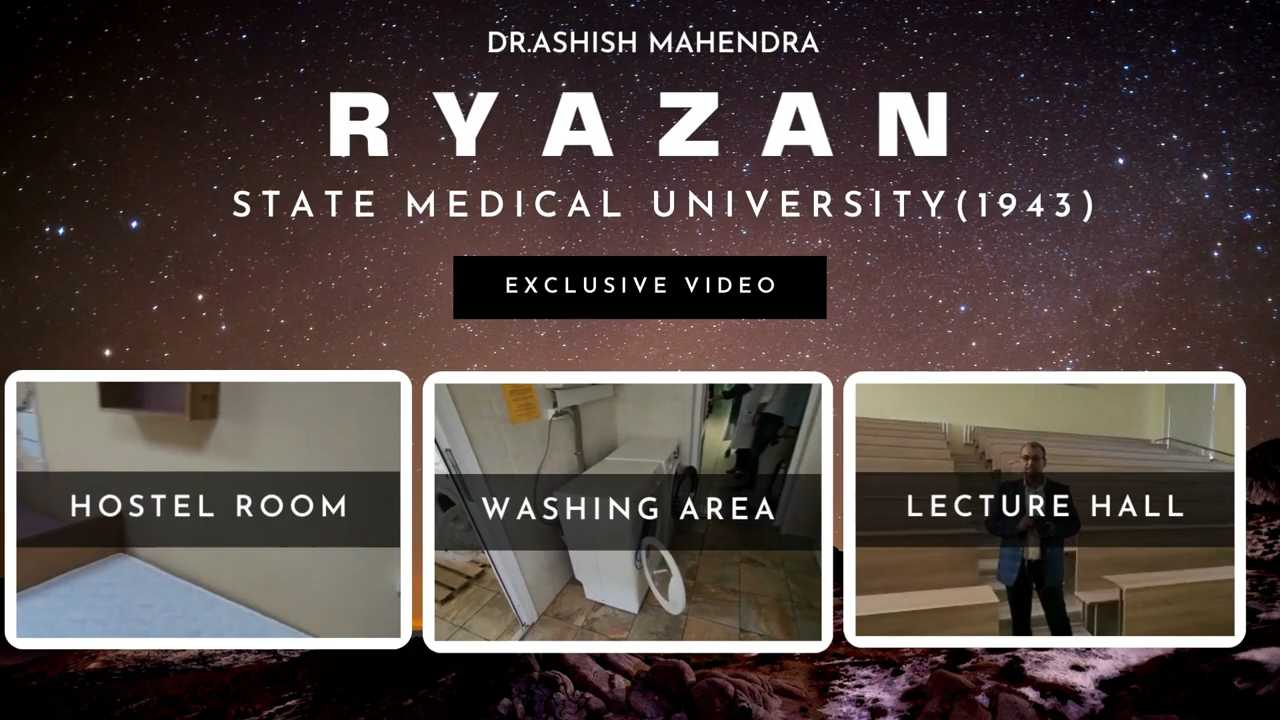 DR.ASHISH MAHENDRA
RYAZAN
STATE MEDICAL UNIVERSITY(1943)
EXCLUSIVE VIDEO
HOSTEL ROOM
WASHING AREA
LECTURE HALL